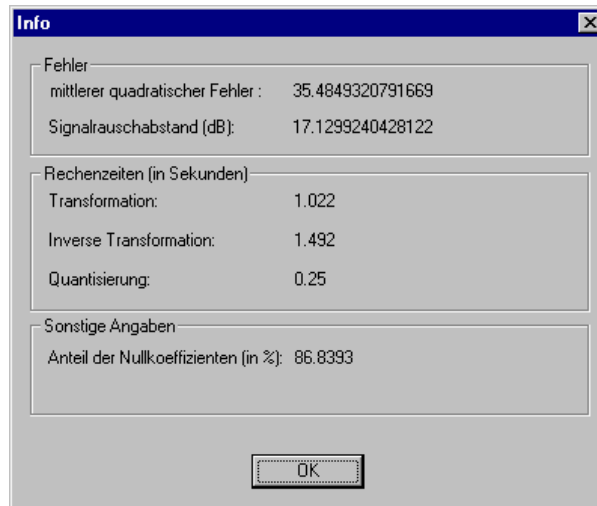 Info
Fehler
mittlerer quadratischer Fehler : 35.4849320791669
Signalrauschabstand (dB): 17.1299240428122
Rechenzeiten (in Sekunden)
Transformation: 1.022
Inverse Transformation: 1.492
Quantisierung: 0.25
Sonstige Angaben
Anteil der Nullkoeffizienten (in %): 86.8393
OK